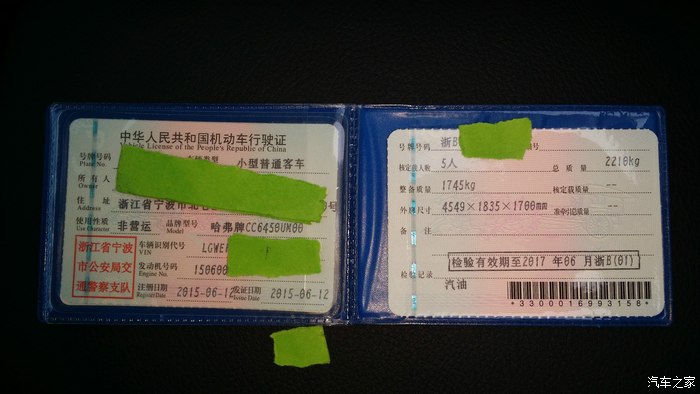 中华人民共和国机动车行驶证
Vehicle License of the People's Republic of China
号牌号码 车辆类型 小型普通客车
Plate No.
所有人
Owner
住址 浙江省宁波市北
Address
使用性质 非营运 品牌型号 哈弗牌CC6450UM00
Use Character Model
浙江省宁波
市公安局交
通警察支队
车辆识别代号 LGWE
VIN
发动机号码 150600
Engine No.
注册日期 2015-06-12 发证日期 2015-06-12
Register Date Issue Date
号牌号码 浙B
核定载人数 5人 总质量 2210kg
整备质量 1745kg 核定载质量 --
外廓尺寸 4549×1835×1700 准牵引总质量 --
备注
检验有效期至2017年06月浙B(01)
检验记录
汽油
*3300016993158*
汽车之家